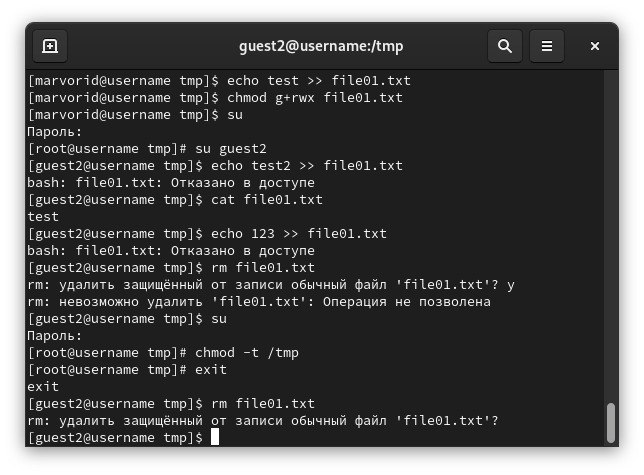 guest2@username:/tmp
[marvorid@username tmp]$ echo test >> file01.txt
[marvorid@username tmp]$ chmod g+rwx file01.txt
[marvorid@username tmp]$ su
Пароль:
[root@username tmp]# su guest2
[guest2@username tmp]$ echo test2 >> file01.txt
bash: file01.txt: Отказано в доступе
[guest2@username tmp]$ cat file01.txt
test
[guest2@username tmp]$ echo 123 >> file01.txt
bash: file01.txt: Отказано в доступе
[guest2@username tmp]$ rm file01.txt
rm: удалить защищённый от записи обычный файл 'file01.txt'? y
rm: невозможно удалить 'file01.txt': Операция не позволена
[guest2@username tmp]$ su
Пароль:
[root@username tmp]# chmod -t /tmp
[root@username tmp]# exit
exit
[guest2@username tmp]$ rm file01.txt
rm: удалить защищённый от записи обычный файл 'file01.txt'?
[guest2@username tmp]$